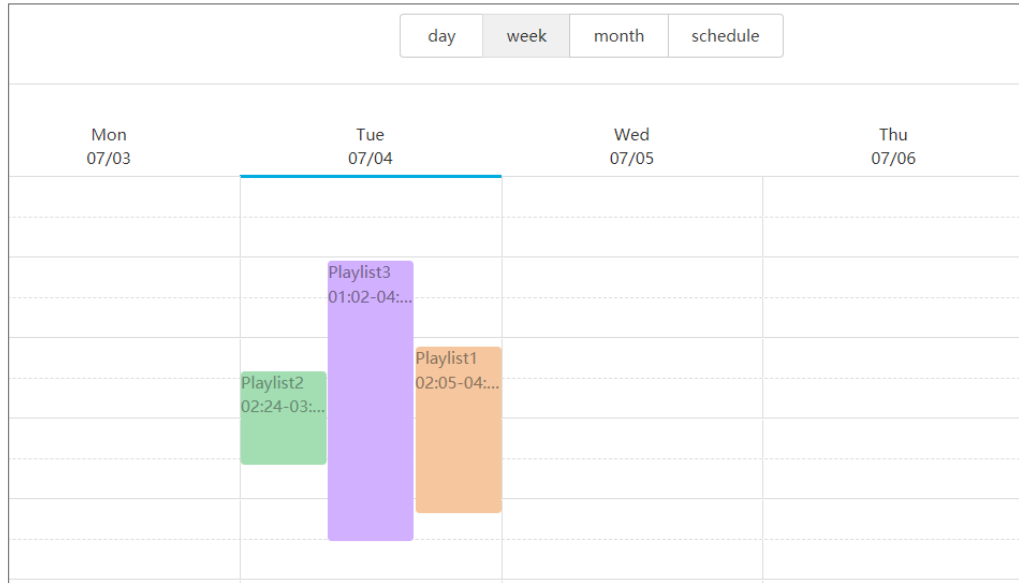 day week month schedule
Mon Tue Wed Thu
07/03 07/04 07/05 07/06
Playlist3
01:02-04:...
Playlist1
02:05-04:...
Playlist2
02:24-03:...